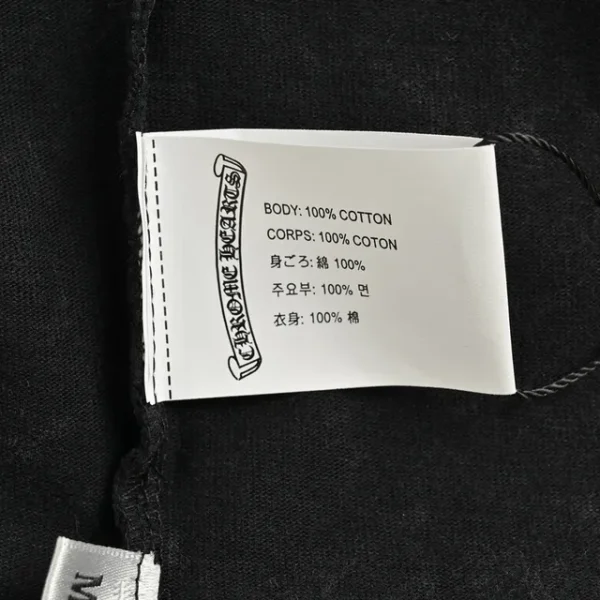 CHROME HEARTS
BODY: 100% COTTON
CORPS: 100% COTON
身ごろ: 綿 100%
주요부: 100% 면
衣身: 100% 棉
M